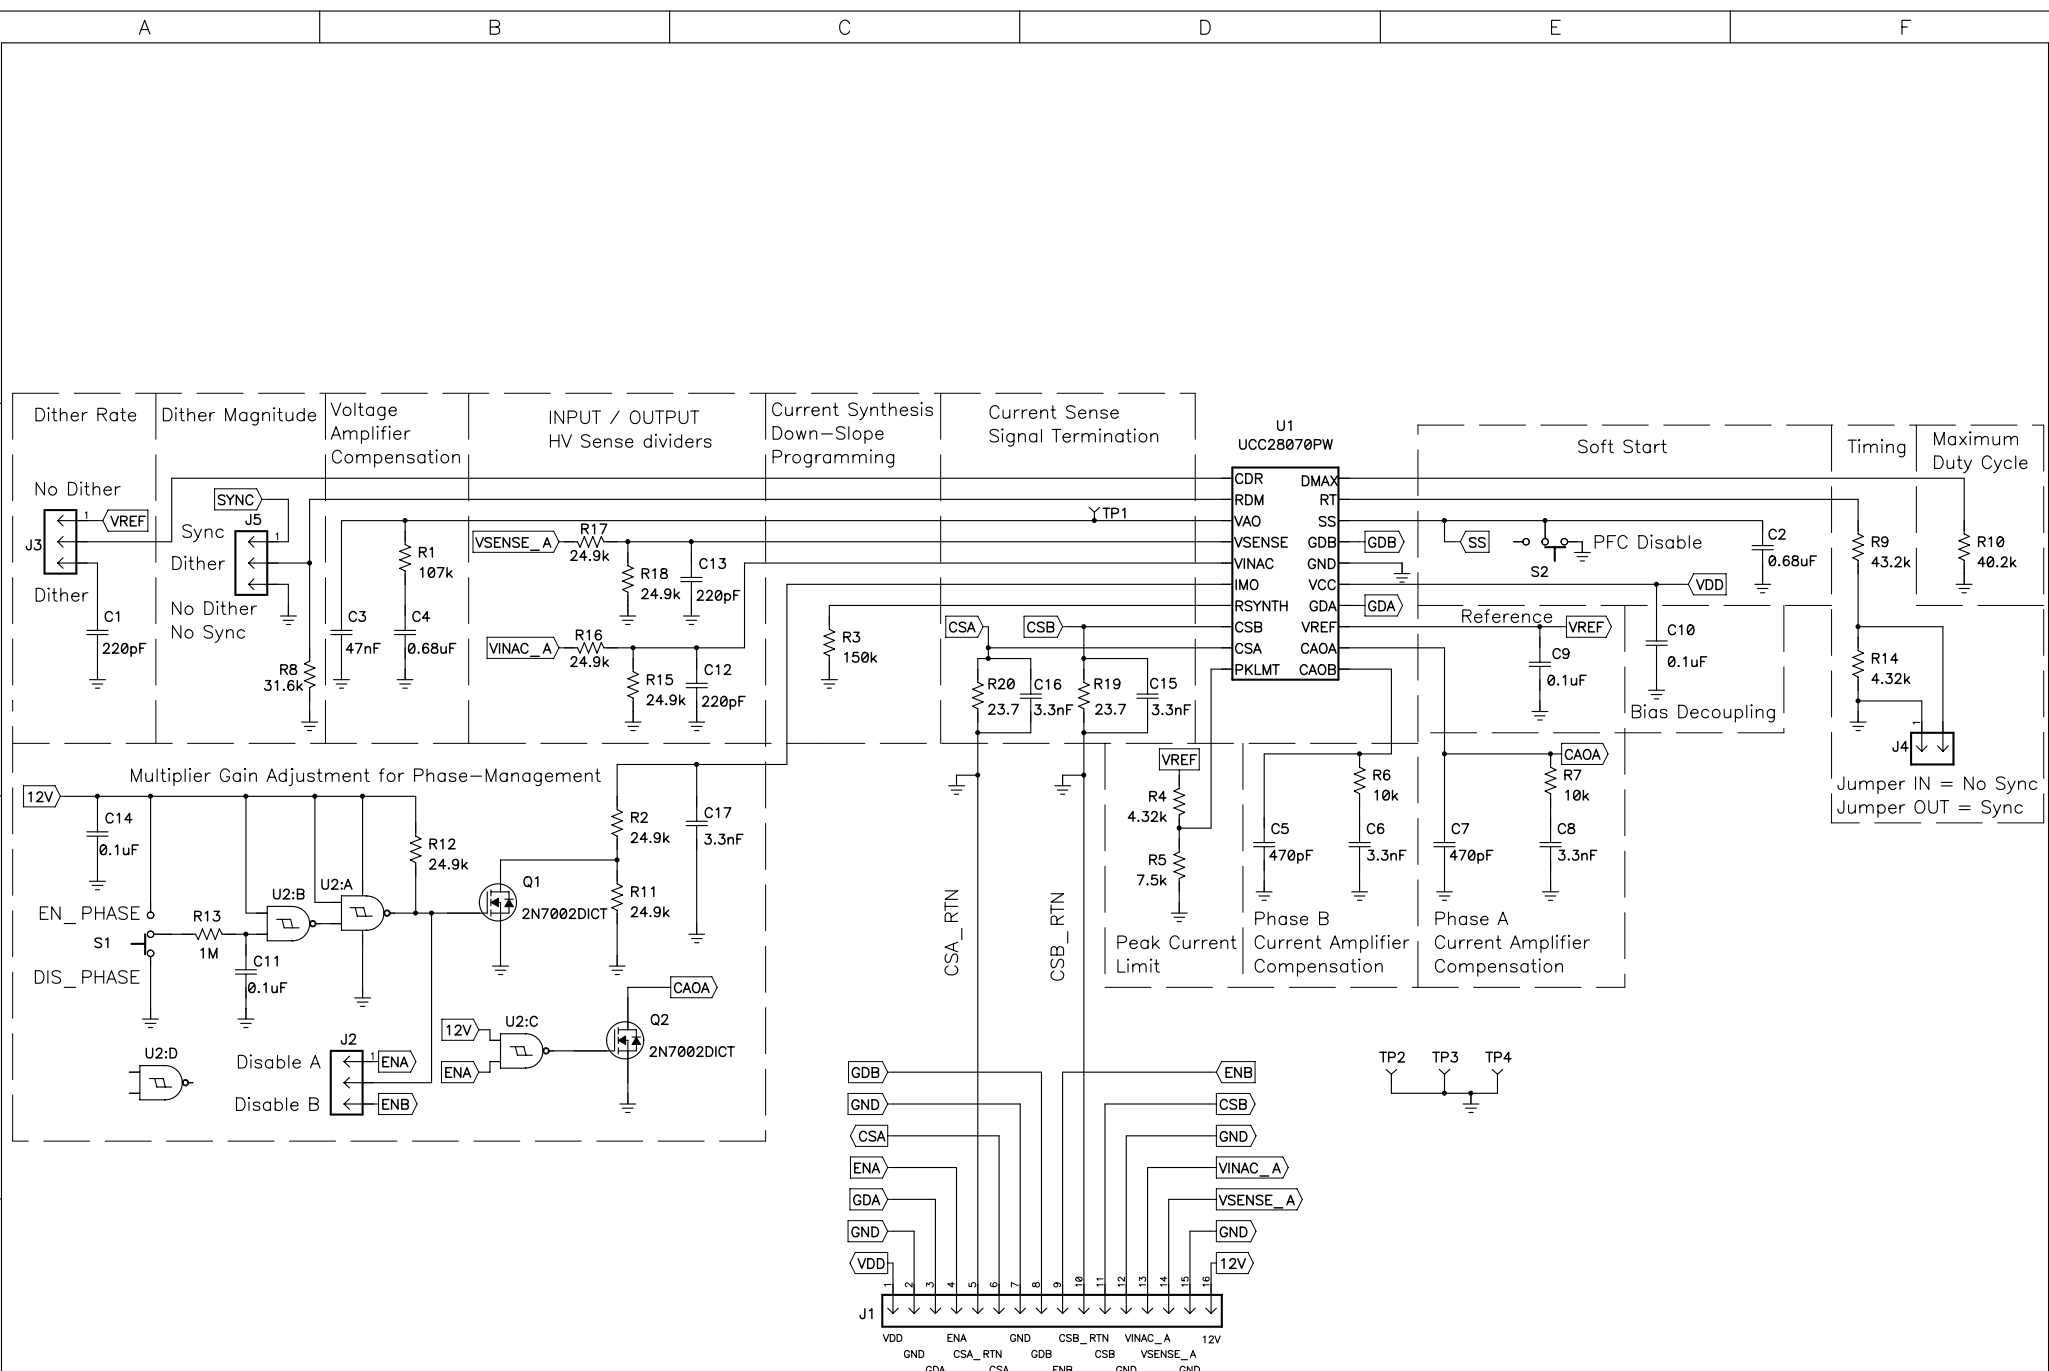 A B C D E F
Dither Rate
Dither Magnitude
Voltage
Amplifier
Compensation
INPUT / OUTPUT
HV Sense dividers
Current Synthesis
Down-Slope
Programming
Current Sense
Signal Termination
U1
UCC28070PW
Soft Start
Timing
Maximum
Duty Cycle
No Dither
1
VREF
J3
Dither
C1
220pF
SYNC
J5
Sync
1
Dither
No Dither
No Sync
R8
31.6k
R1
107k
C3
47nF
C4
0.68uF
VSENSE_A
R17
24.9k
R18
24.9k
C13
220pF
VINAC_A
R16
24.9k
R15
24.9k
C12
220pF
R3
150k
TP1
CSA
CSB
R20
23.7
C16
3.3nF
R19
23.7
C15
3.3nF
CDR DMAX
RDM RT
VAO SS
VSENSE GDB
VINAC GND
IMO VCC
RSYNTH GDA
CSB VREF
CSA CAOA
PKLMT CAOB
GDB
GDA
SS
S2
PFC Disable
C2
0.68uF
VDD
Reference
VREF
C9
0.1uF
C10
0.1uF
Bias Decoupling
R9
43.2k
R10
40.2k
R14
4.32k
1
J4
Jumper IN = No Sync
Jumper OUT = Sync
Multiplier Gain Adjustment for Phase-Management
12V
C14
0.1uF
EN_PHASE
S1
DIS_PHASE
R13
1M
C11
0.1uF
U2:B
U2:A
R12
24.9k
Q1
2N7002DICT
R2
24.9k
R11
24.9k
C17
3.3nF
CAOA
Q2
2N7002DICT
12V
ENA
U2:C
U2:D
J2
Disable A
1
ENA
Disable B
ENB
CSA_RTN
CSB_RTN
VREF
R4
4.32k
R5
7.5k
Peak Current
Limit
C5
470pF
R6
10k
C6
3.3nF
Phase B
Current Amplifier
Compensation
CAOA
R7
10k
C7
470pF
C8
3.3nF
Phase A
Current Amplifier
Compensation
TP2 TP3 TP4
GDB ENB
GND CSB
CSA GND
ENA VINAC_A
GDA VSENSE_A
GND GND
VDD 12V
1 2 3 4 5 6 7 8 9 10 11 12 13 14 15 16
J1
VDD ENA GND CSB_RTN VINAC_A 12V
GND CSA_RTN GDB CSB VSENSE_A
GDA CSA ENB GND GND